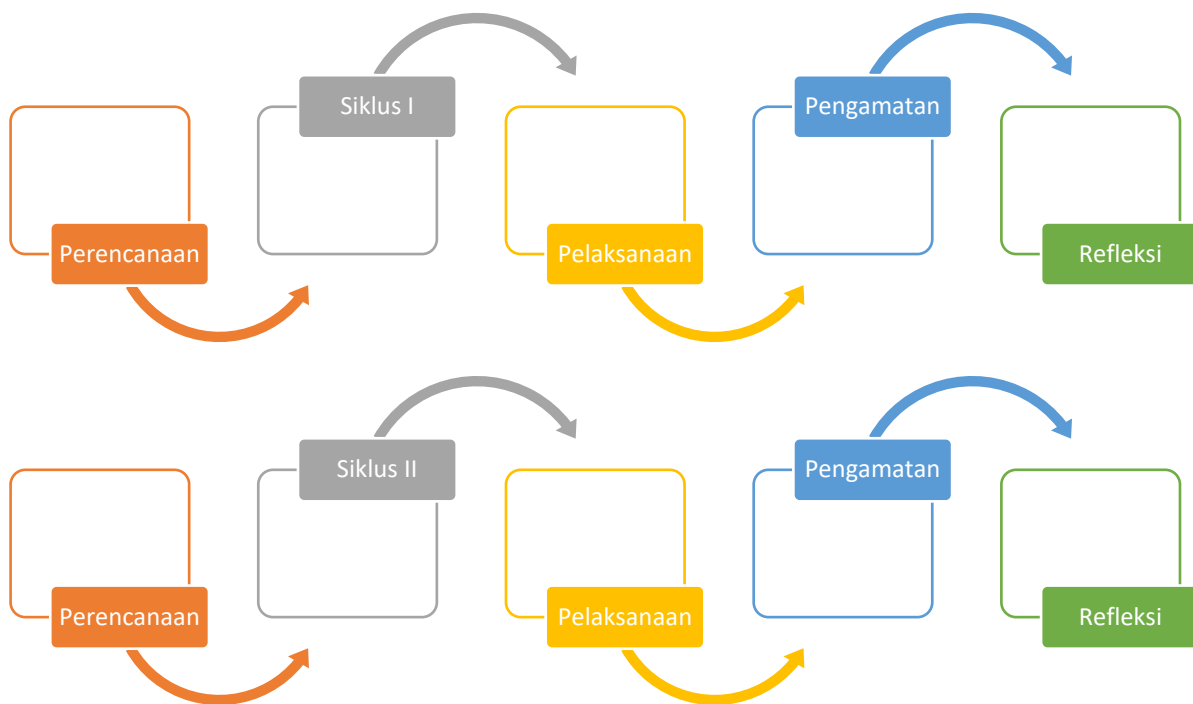 Siklus I
Pengamatan
Perencanaan
Pelaksanaan
Refleksi
Siklus II
Pengamatan
Perencanaan
Pelaksanaan
Refleksi